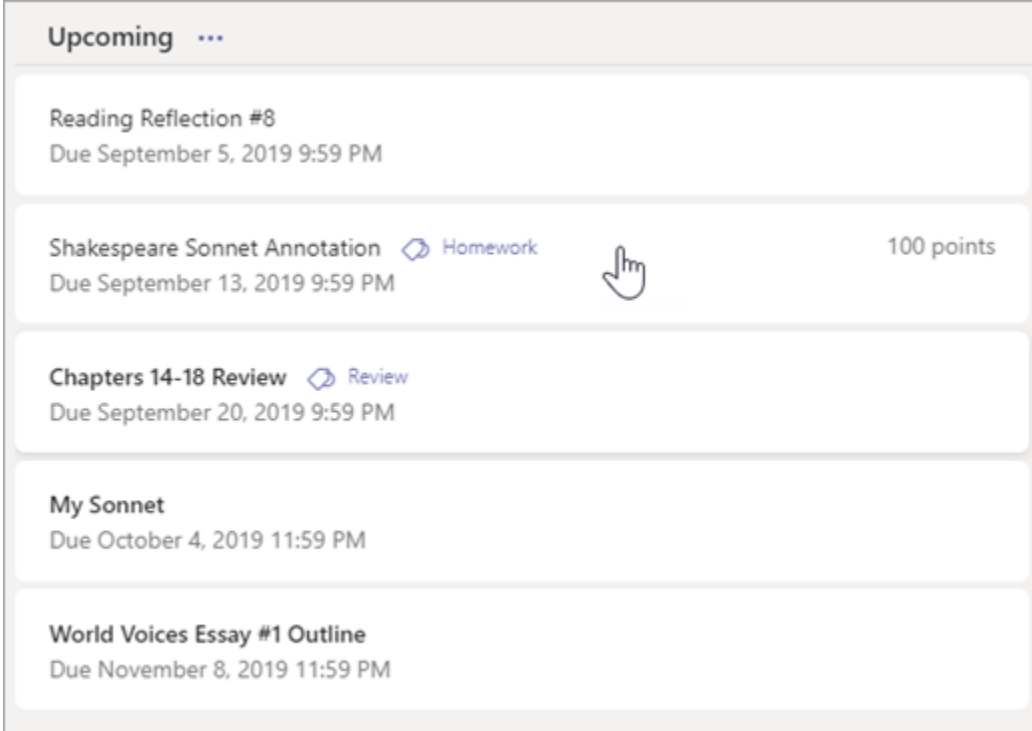 Upcoming ...
Reading Reflection #8
Due September 5, 2019 9:59 PM
Shakespeare Sonnet Annotation Homework 100 points
Due September 13, 2019 9:59 PM
Chapters 14-18 Review Review
Due September 20, 2019 9:59 PM
My Sonnet
Due October 4, 2019 11:59 PM
World Voices Essay #1 Outline
Due November 8, 2019 11:59 PM